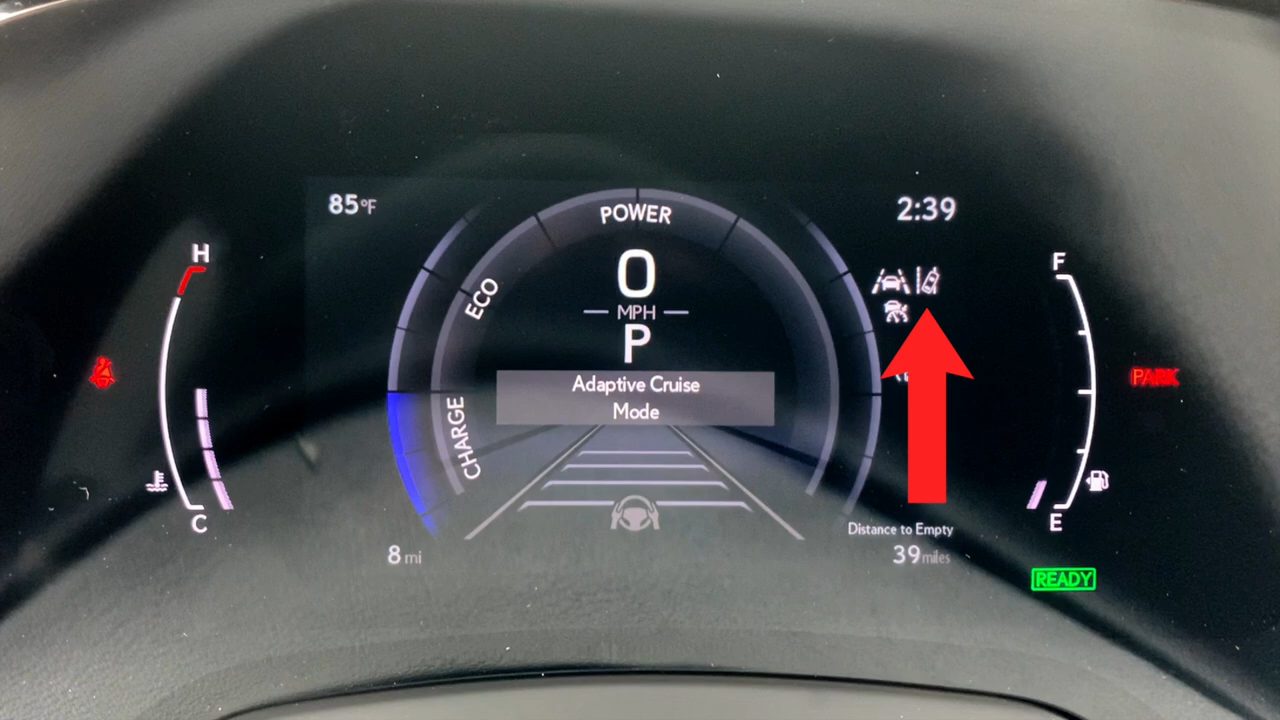 85°F
POWER
2:39
H
0
F
ECO
MPH
P
Adaptive Cruise
Mode
PARK
CHARGE
C
E
Distance to Empty
8 mi
39 miles
READY